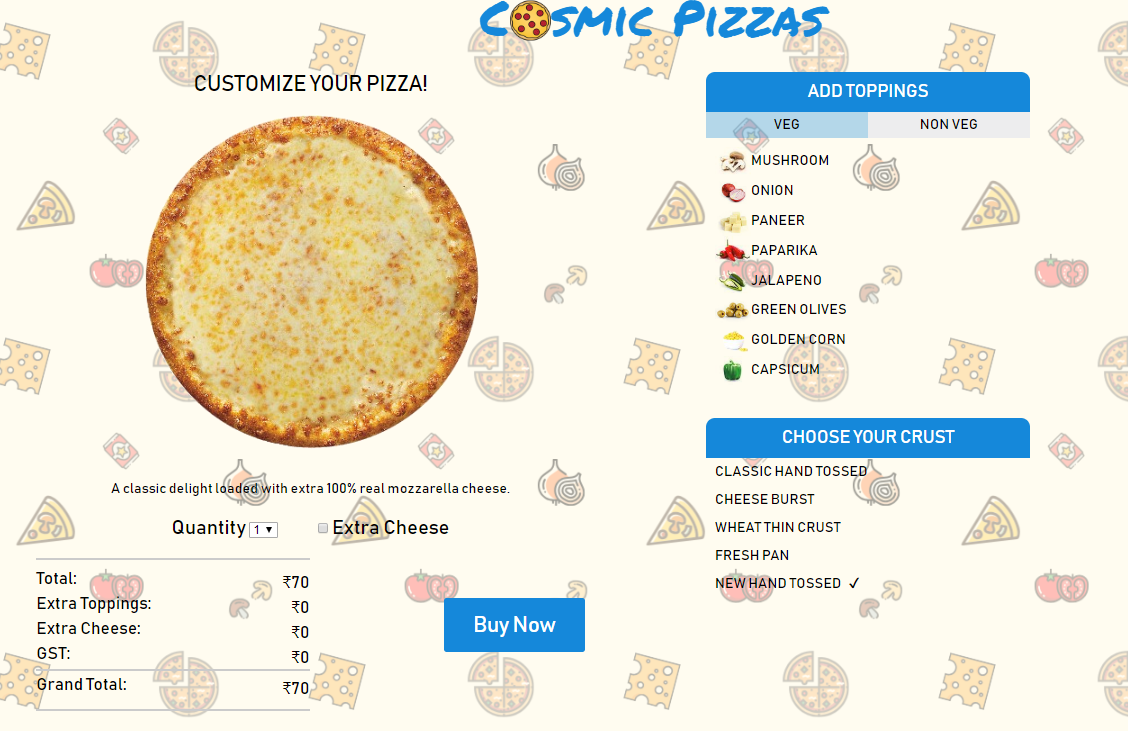 Cosmic Pizzas
CUSTOMIZE YOUR PIZZA!
A classic delight loaded with extra 100% real mozzarella cheese.
Quantity 1 ▼ Extra Cheese
Total: ₹70
Extra Toppings: ₹0
Extra Cheese: ₹0
GST: ₹0
Grand Total: ₹70
Buy Now
ADD TOPPINGS
VEG NON VEG
MUSHROOM
ONION
PANEER
PAPARIKA
JALAPENO
GREEN OLIVES
GOLDEN CORN
CAPSICUM
CHOOSE YOUR CRUST
CLASSIC HAND TOSSED
CHEESE BURST
WHEAT THIN CRUST
FRESH PAN
NEW HAND TOSSED ✓